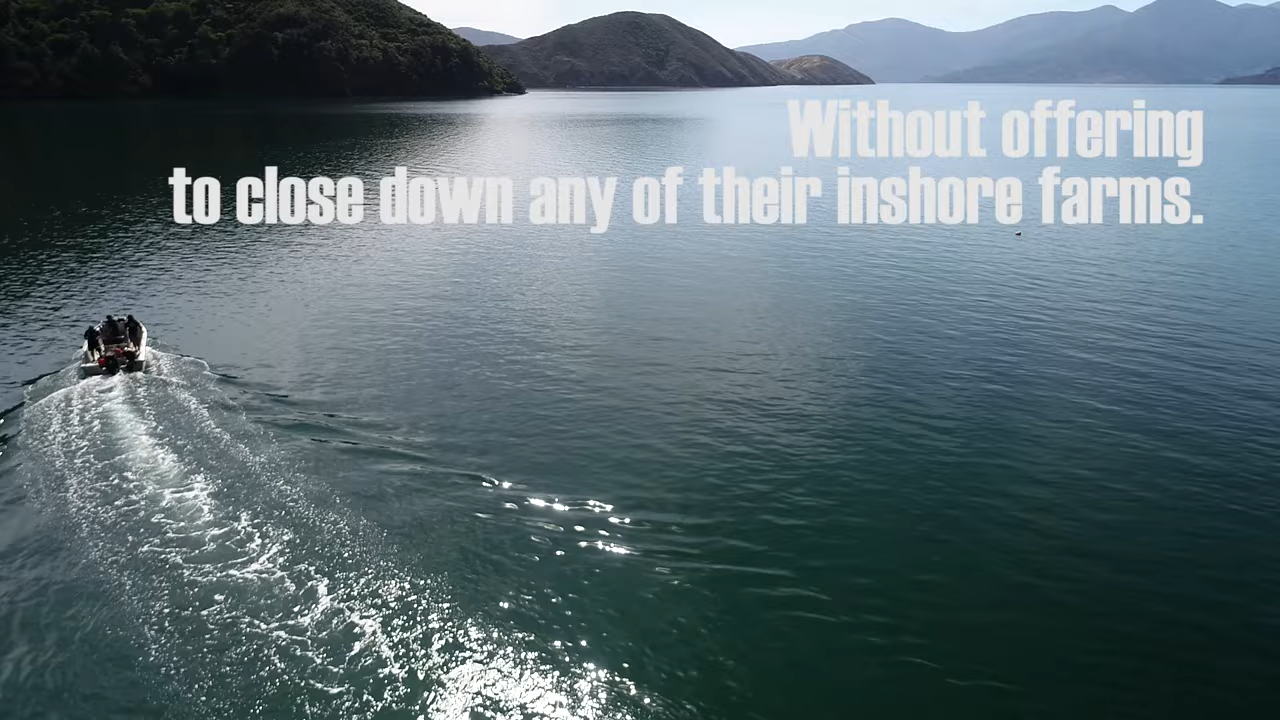 Without offering
to close down any of their inshore farms.